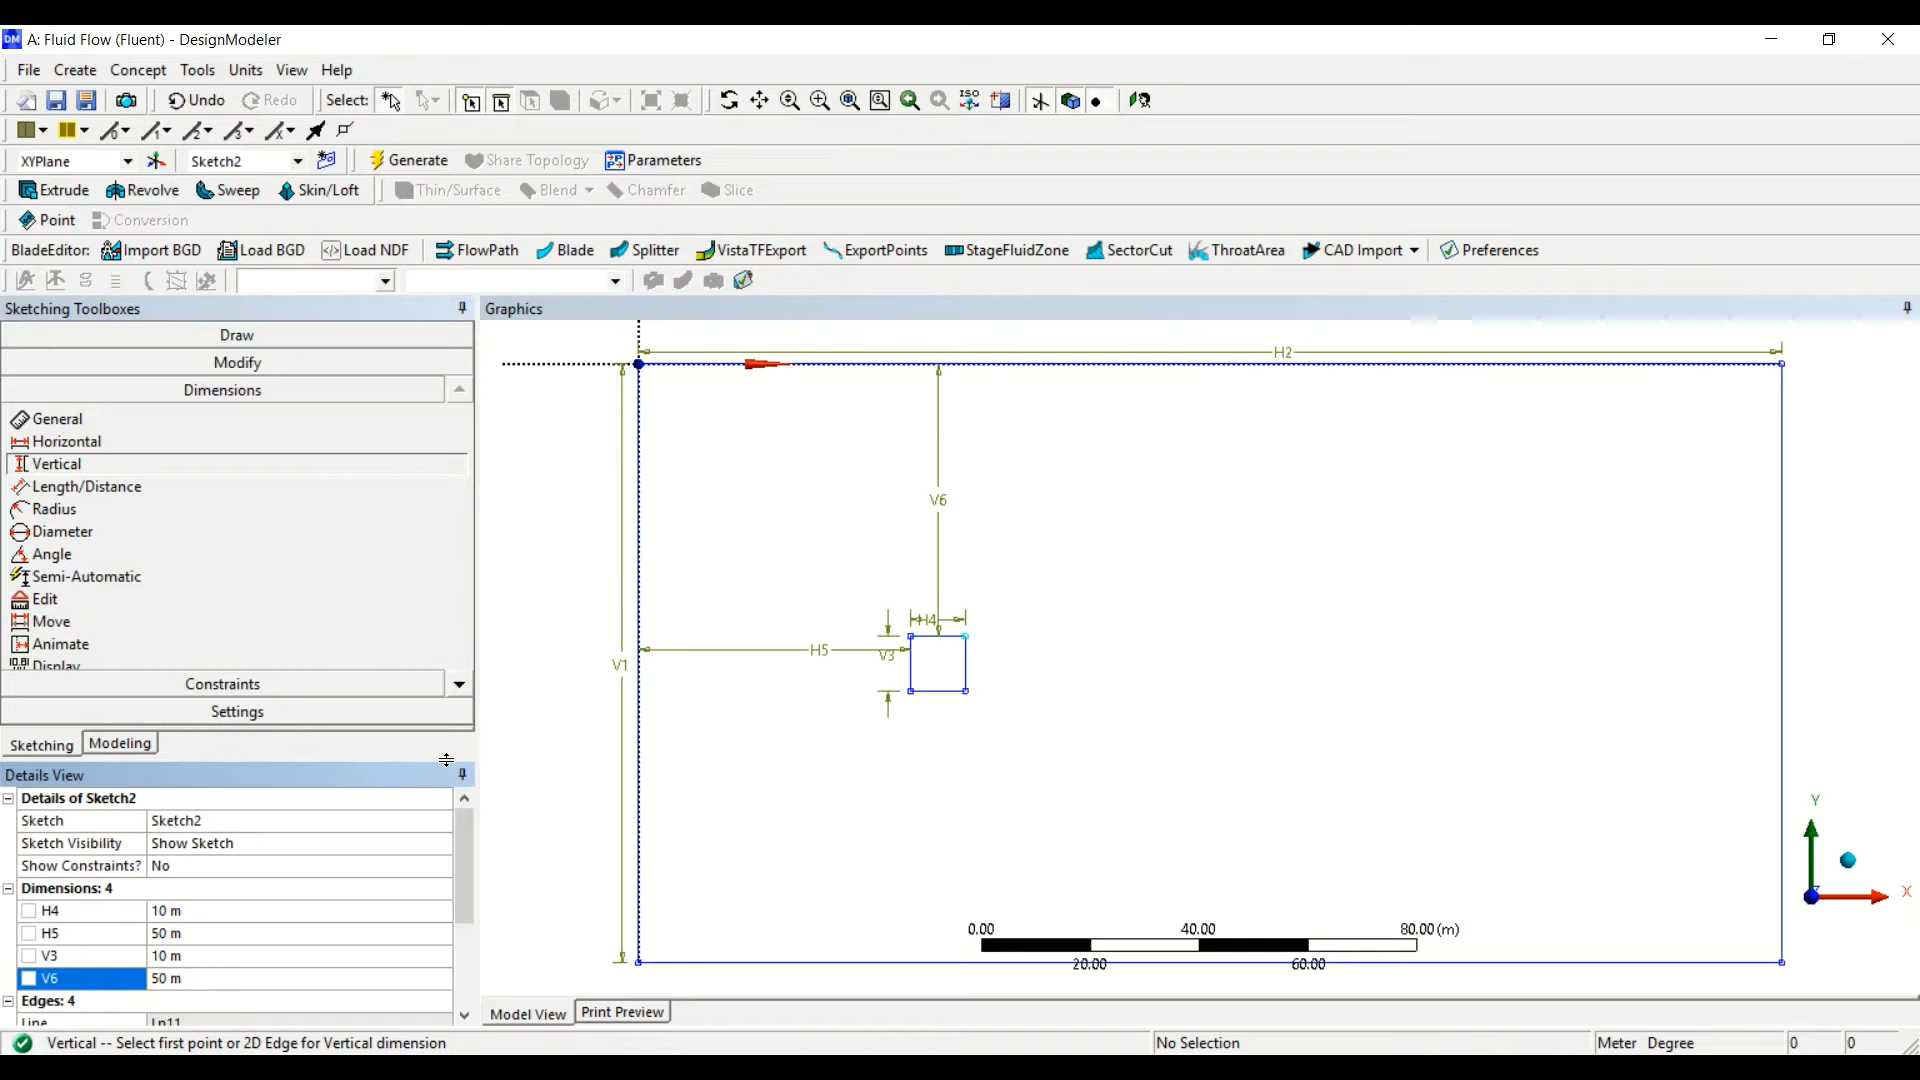 DM A: Fluid Flow (Fluent) - DesignModeler
File Create Concept Tools Units View Help
Undo Redo Select: ISO
XYPlane Sketch2 Generate Share Topology Parameters
Extrude Revolve Sweep Skin/Loft Thin/Surface Blend Chamfer Slice
Point Conversion
BladeEditor: Import BGD Load BGD Load NDF FlowPath Blade Splitter VistaTFExport ExportPoints StageFluidZone SectorCut ThroatArea CAD Import Preferences
Sketching Toolboxes
Draw
Modify
Dimensions
General
Horizontal
Vertical
Length/Distance
Radius
Diameter
Angle
Semi-Automatic
Edit
Move
Animate
Display
Constraints
Settings
Sketching Modeling
Details View
Details of Sketch2
Sketch Sketch2
Sketch Visibility Show Sketch
Show Constraints? No
Dimensions: 4
H4 10 m
H5 50 m
V3 10 m
V6 50 m
Edges: 4
Line Ln11
Graphics
H2
V6
H4
H5
V3
V1
0.00 40.00 80.00 (m)
20.00 60.00
Y
X
Model View Print Preview
Vertical -- Select first point or 2D Edge for Vertical dimension No Selection Meter Degree 0 0